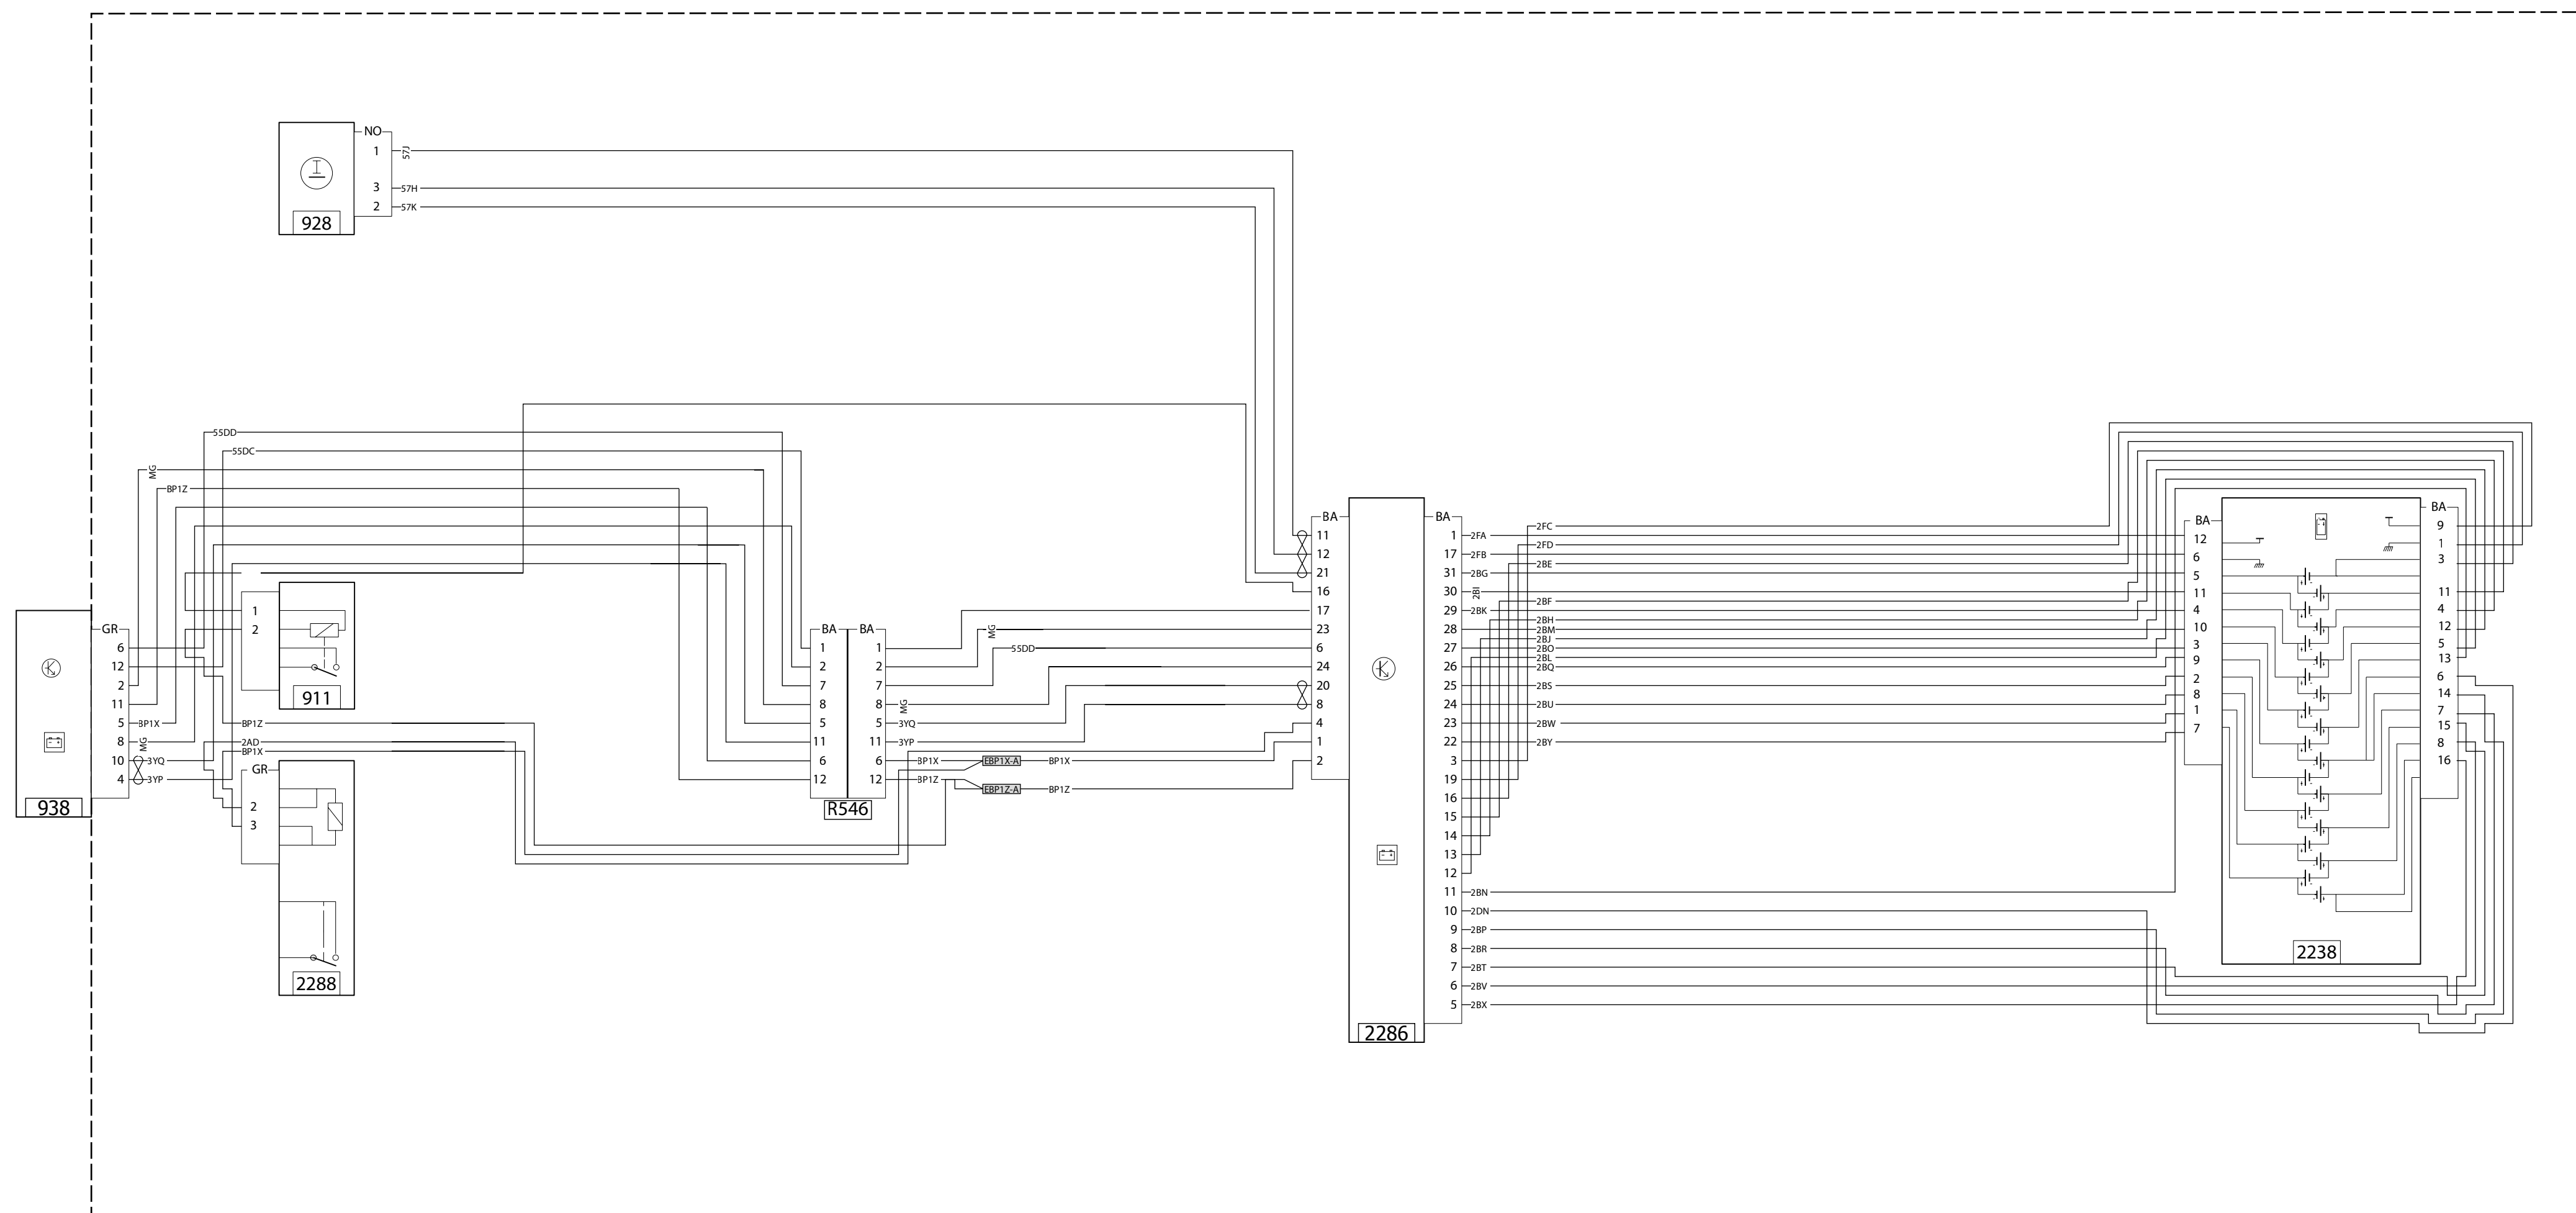 NO
1 57J
3 57H
2 57K
928
938
GR
6
12
2
11
5 BP1X
8 MG
10 3YQ
4 3YP
55DD
55DC
MG
BP1Z
1
2
911
BP1Z
2AD
BP1X
GR
2
3
2288
BA BA
1 1
2 2
7 7
8 8 MG
5 5 3YQ
11 11 3YP
6 6 BP1X EBP1X-A BP1X
12 12 BP1Z EBP1Z-A BP1Z
R546
MG
55DD
BA
11
12
21
16
17
23
6
24
20
8
4
1
2
2286
BA
1 2FA
17 2FB
31 2BG
30 2BI
29 2BK
28
27
26
25
24
23
22
3
19
16
15
14
13
12
11 2BN
10 2DN
9 2BP
8 2BR
7 2BT
6 2BV
5 2BX
2FC
2FD
2BE
2BF
2BH
2BM
2BJ
2BO
2BL
2BQ
2BS
2BU
2BW
2BY
BA
12
6
5
11
4
10
3
9
2
8
1
7
2238
BA
9
1
3
11
4
12
5
13
6
14
7
15
8
16